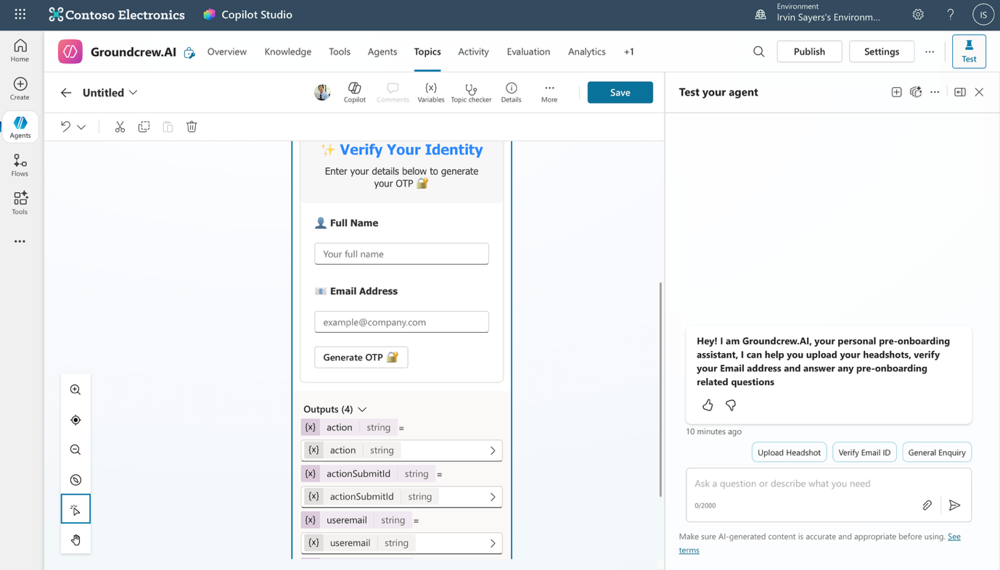 Contoso Electronics
Copilot Studio
Environment
Irvin Sayers's Environm...
?
IS
Home
Create
Agents
Flows
Tools
Groundcrew.AI
Overview
Knowledge
Tools
Agents
Topics
Activity
Evaluation
Analytics
+1
Publish
Settings
Test
Untitled
Copilot
Comments
{x}
Variables
Topic checker
Details
More
Save
✨ Verify Your Identity
Enter your details below to generate
your OTP 🔐
👤 Full Name
Your full name
📧 Email Address
example@company.com
Generate OTP 🔐
Outputs (4)
{x} action string =
{x} action string
{x} actionSubmitId string =
{x} actionSubmitId string
{x} useremail string =
{x} useremail string
Test your agent
Hey! I am Groundcrew.AI, your personal pre-onboarding
assistant, I can help you upload your headshots, verify
your Email address and answer any pre-onboarding
related questions
10 minutes ago
Upload Headshot
Verify Email ID
General Enquiry
Ask a question or describe what you need
0/2000
Make sure AI-generated content is accurate and appropriate before using. See
terms